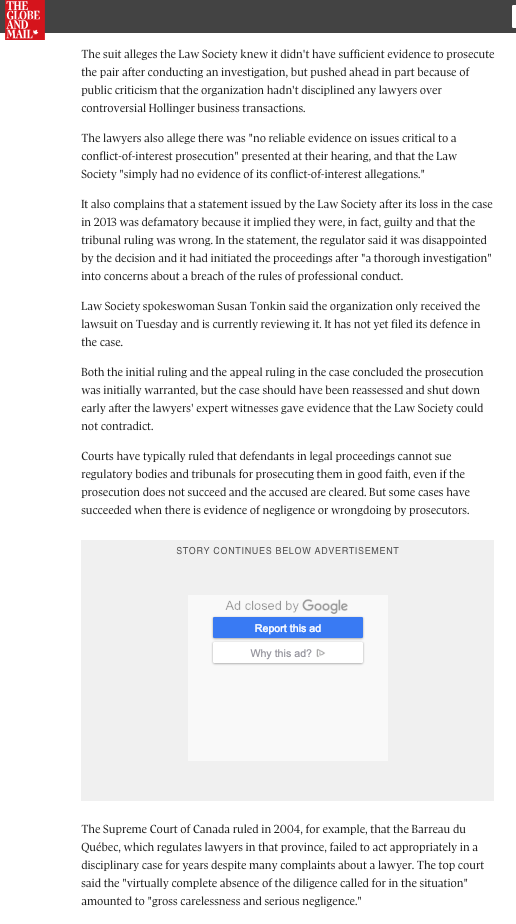 THE
GLOBE
AND
MAIL
The suit alleges the Law Society knew it didn't have sufficient evidence to prosecute
the pair after conducting an investigation, but pushed ahead in part because of
public criticism that the organization hadn't disciplined any lawyers over
controversial Hollinger business transactions.
The lawyers also allege there was "no reliable evidence on issues critical to a
conflict-of-interest prosecution" presented at their hearing, and that the Law
Society "simply had no evidence of its conflict-of-interest allegations."
It also complains that a statement issued by the Law Society after its loss in the case
in 2013 was defamatory because it implied they were, in fact, guilty and that the
tribunal ruling was wrong. In the statement, the regulator said it was disappointed
by the decision and it had initiated the proceedings after "a thorough investigation"
into concerns about a breach of the rules of professional conduct.
Law Society spokeswoman Susan Tonkin said the organization only received the
lawsuit on Tuesday and is currently reviewing it. It has not yet filed its defence in
the case.
Both the initial ruling and the appeal ruling in the case concluded the prosecution
was initially warranted, but the case should have been reassessed and shut down
early after the lawyers' expert witnesses gave evidence that the Law Society could
not contradict.
Courts have typically ruled that defendants in legal proceedings cannot sue
regulatory bodies and tribunals for prosecuting them in good faith, even if the
prosecution does not succeed and the accused are cleared. But some cases have
succeeded when there is evidence of negligence or wrongdoing by prosecutors.
STORY CONTINUES BELOW ADVERTISEMENT
Ad closed by Google
Report this ad
Why this ad?
The Supreme Court of Canada ruled in 2004, for example, that the Barreau du
Québec, which regulates lawyers in that province, failed to act appropriately in a
disciplinary case for years despite many complaints about a lawyer. The top court
said the "virtually complete absence of the diligence called for in the situation"
amounted to "gross carelessness and serious negligence."